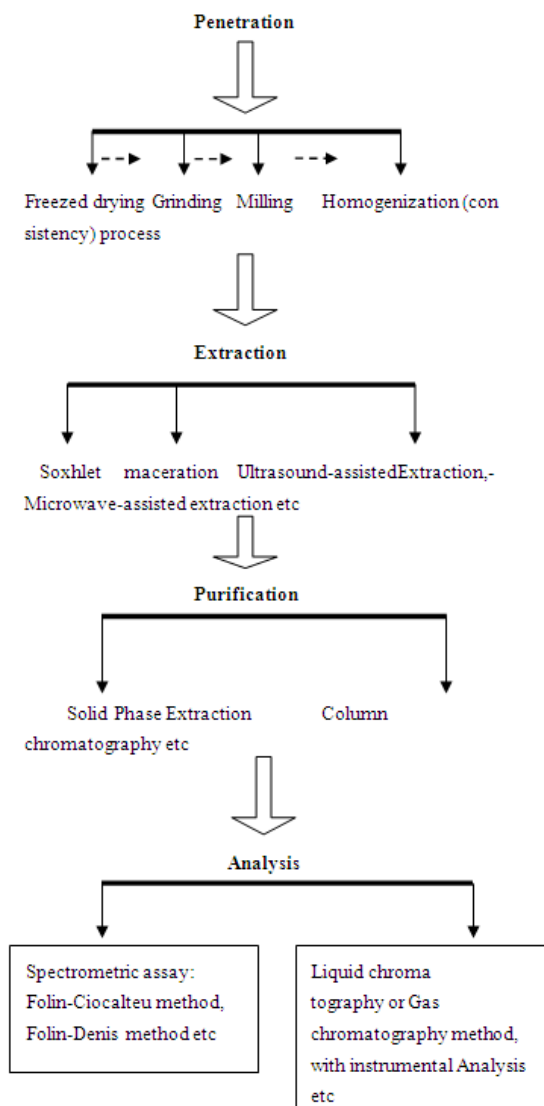 Penetration
Freezed drying Grinding Milling Homogenization (con
sistency) process
Extraction
Soxhlet maceration Ultrasound-assistedExtraction,-
Microwave-assisted extraction etc
Purification
Solid Phase Extraction Column
chromatography etc
Analysis
Spectrometric assay:
Folin-Ciocalteu method,
Folin-Denis method etc
Liquid chroma
tography or Gas
chromatography method,
with instrumental Analysis
etc